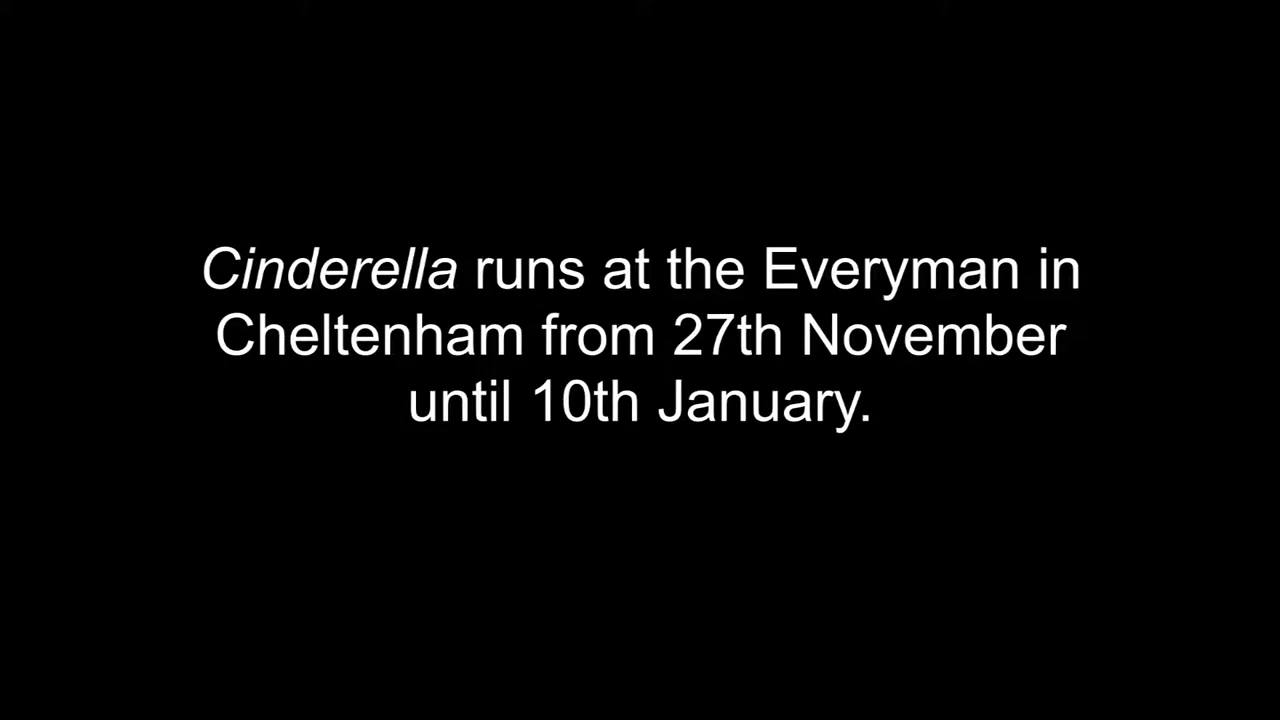 Cinderella runs at the Everyman in
Cheltenham from 27th November
until 10th January.